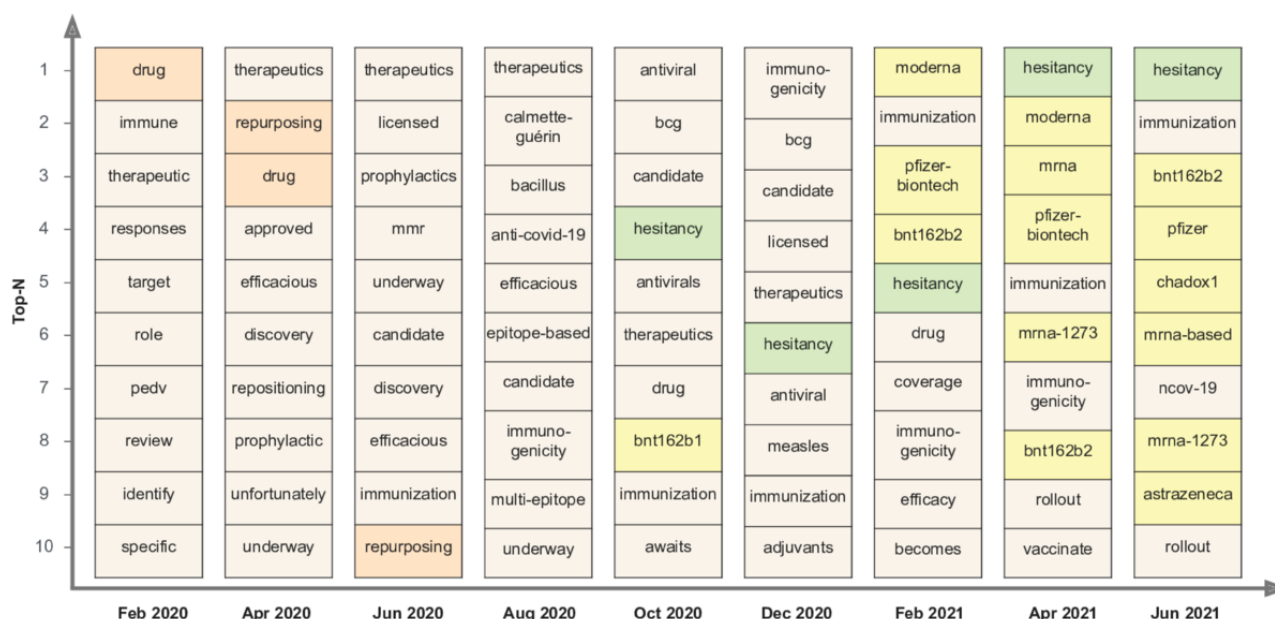 Top-N
1
2
3
4
5
6
7
8
9
10
drug
immune
therapeutic
responses
target
role
pedv
review
identify
specific
Feb 2020
therapeutics
repurposing
drug
approved
efficacious
discovery
repositioning
prophylactic
unfortunately
underway
Apr 2020
therapeutics
licensed
prophylactics
mmr
underway
candidate
discovery
efficacious
immunization
repurposing
Jun 2020
therapeutics
calmette-
guérin
bacillus
anti-covid-19
efficacious
epitope-based
candidate
immuno-
genicity
multi-epitope
underway
Aug 2020
antiviral
bcg
candidate
hesitancy
antivirals
therapeutics
drug
bnt162b1
immunization
awaits
Oct 2020
immuno-
genicity
bcg
candidate
licensed
therapeutics
hesitancy
antiviral
measles
immunization
adjuvants
Dec 2020
moderna
immunization
pfizer-
biontech
bnt162b2
hesitancy
drug
coverage
immuno-
genicity
efficacy
becomes
Feb 2021
hesitancy
moderna
mrna
pfizer-
biontech
immunization
mrna-1273
immuno-
genicity
bnt162b2
rollout
vaccinate
Apr 2021
hesitancy
immunization
bnt162b2
pfizer
chadox1
mrna-based
ncov-19
mrna-1273
astrazeneca
rollout
Jun 2021